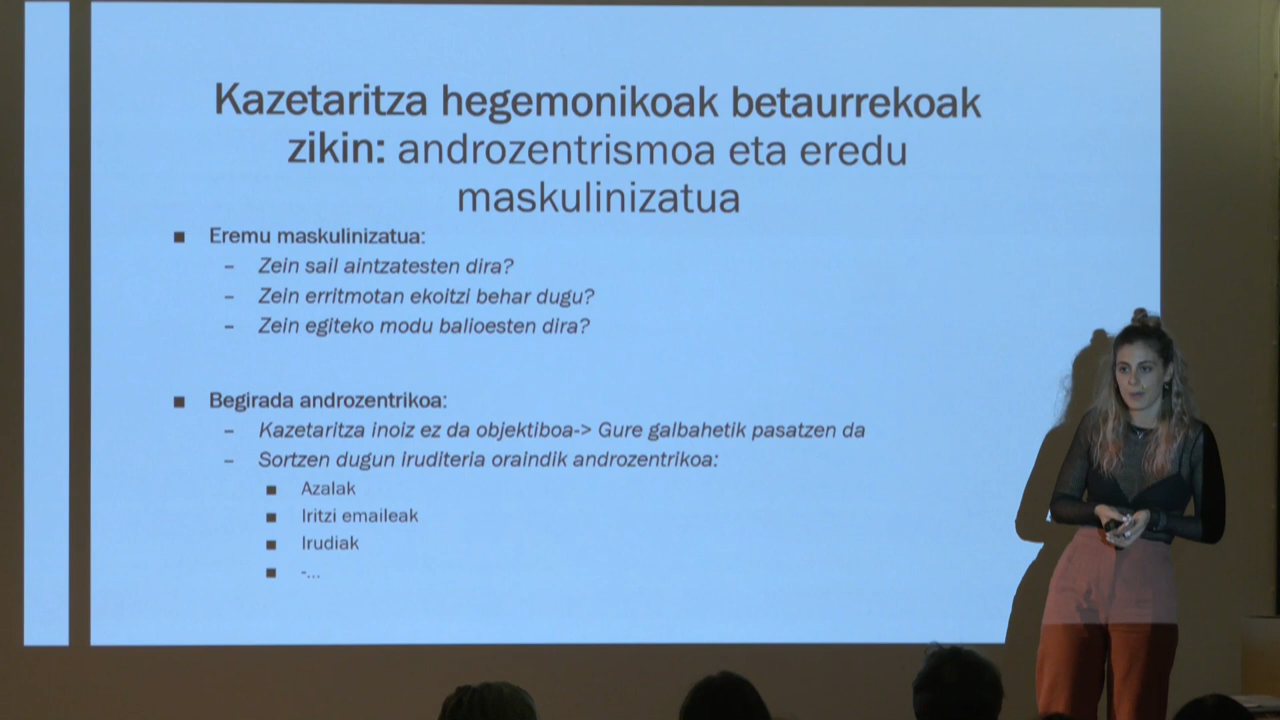 Kazetaritza hegemonikoak betaurrekoak
zikin: androzentrismoa eta eredu
maskulinizatua
■ Eremu maskulinizatua:
– Zein sail aintzatesten dira?
– Zein erritmotan ekoitzi behar dugu?
– Zein egiteko modu balioesten dira?
■ Begirada androzentrikoa:
– Kazetaritza inoiz ez da objektiboa-> Gure galbahetik pasatzen da
– Sortzen dugun iruditeria oraindik androzentrikoa:
■ Azalak
■ Iritzi emaileak
■ Irudiak
■ -...